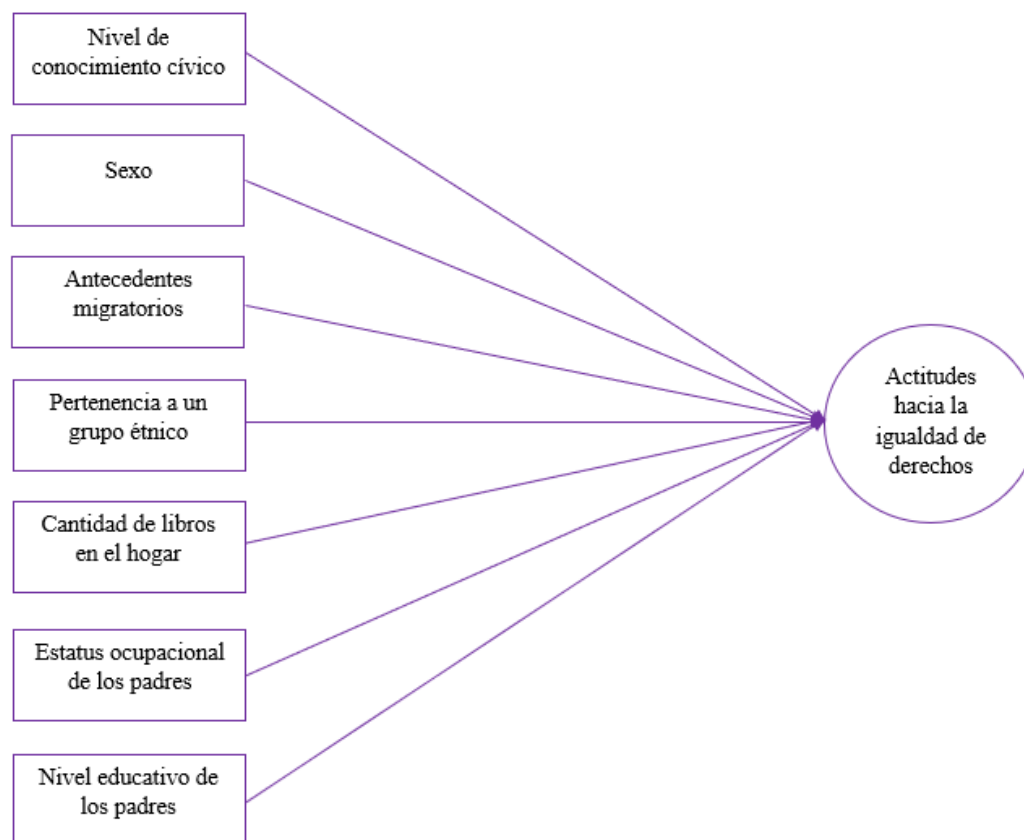 Nivel de
conocimiento cívico
Sexo
Antecedentes
migratorios
Pertenencia a un
grupo étnico
Cantidad de libros
en el hogar
Estatus ocupacional
de los padres
Nivel educativo de
los padres
Actitudes
hacia la
igualdad de
derechos